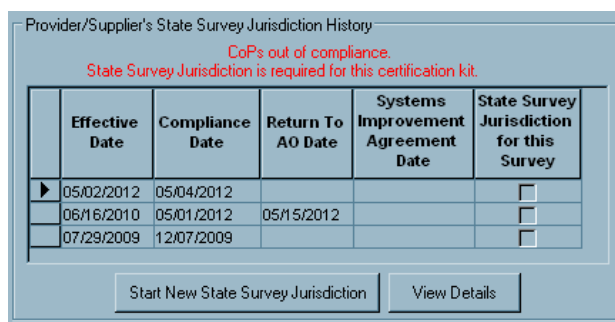 Provider/Supplier's State Survey Jurisdiction History
CoPs out of compliance.
State Survey Jurisdiction is required for this certification kit.
Effective Date Compliance Date Return To AO Date Systems Improvement Agreement Date State Survey Jurisdiction for this Survey
05/02/2012 05/04/2012
06/16/2010 05/01/2012 05/15/2012
07/29/2009 12/07/2009
Start New State Survey Jurisdiction View Details